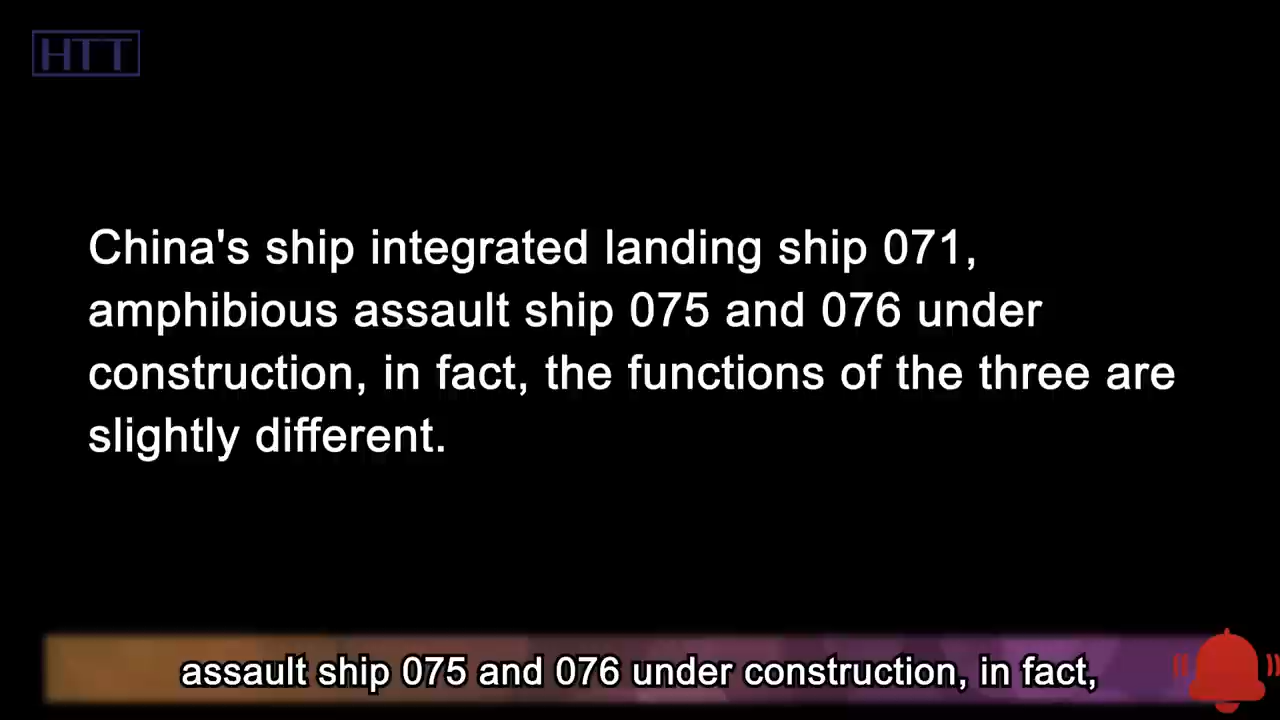 HTT
China's ship integrated landing ship 071,
amphibious assault ship 075 and 076 under
construction, in fact, the functions of the three are
slightly different.
assault ship 075 and 076 under construction, in fact,